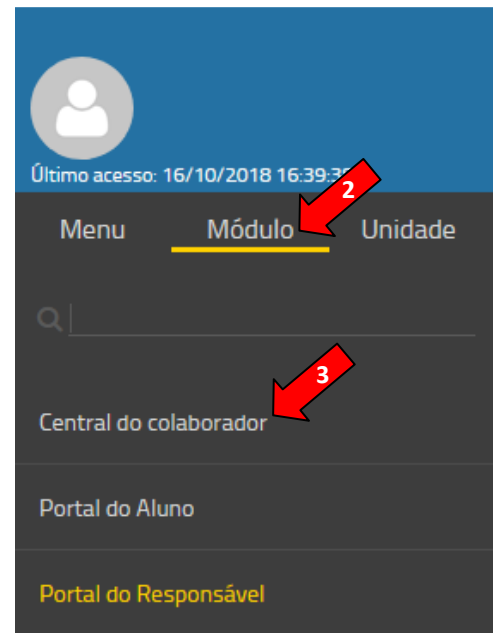 Último acesso: 16/10/2018 16:39:3
2
Menu Módulo Unidade
3
Central do colaborador
Portal do Aluno
Portal do Responsável